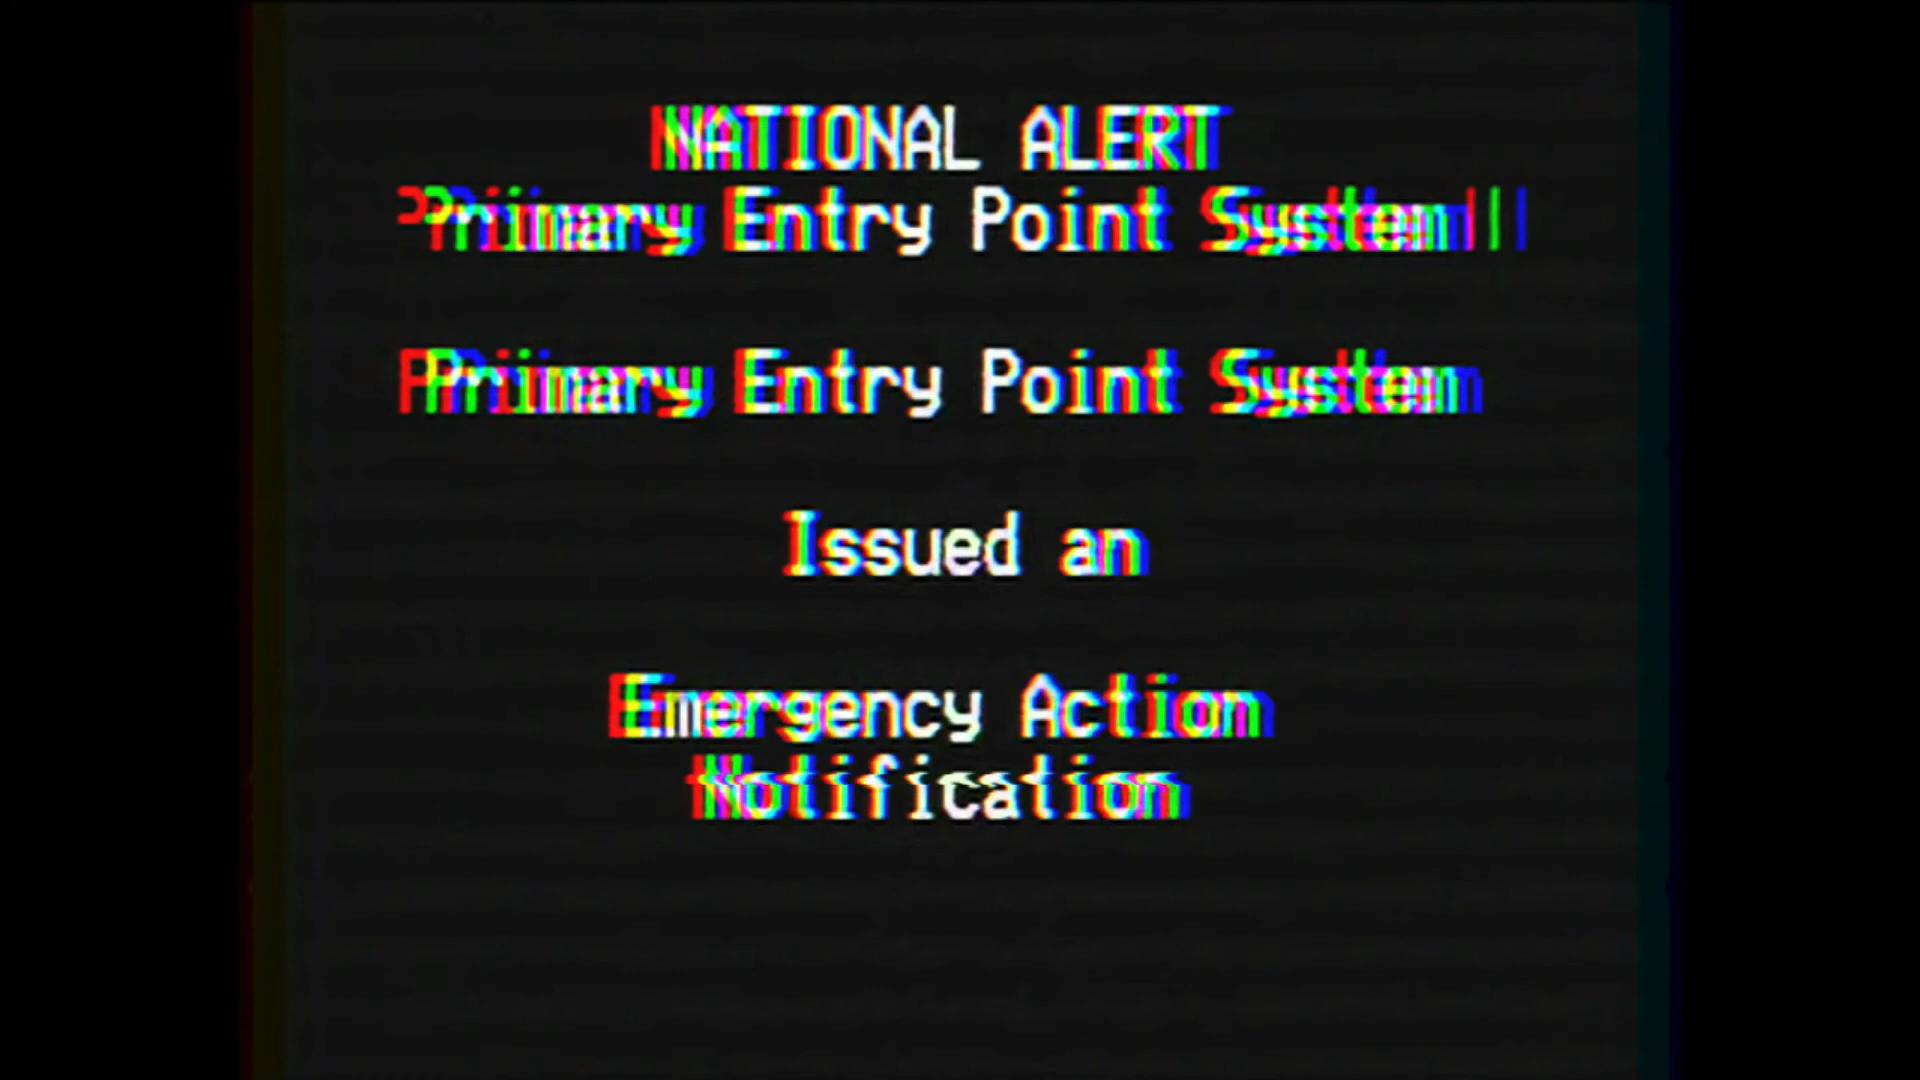 NATIONAL ALERT
Primary Entry Point System|
Primary Entry Point System
Issued an
Emergency Action
Notification